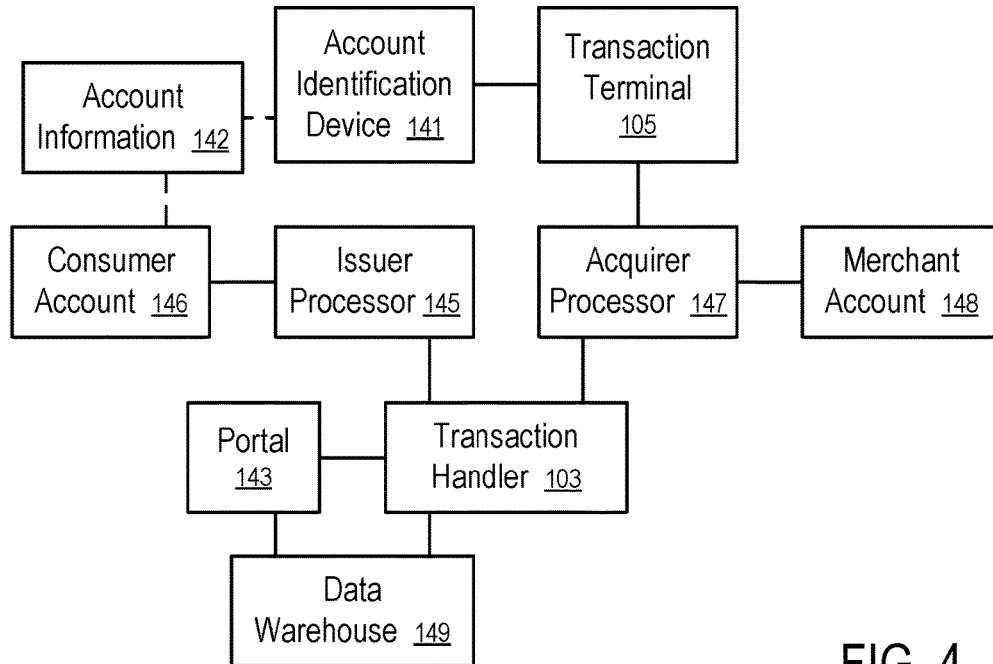 Account
Identification
Device 141
Transaction
Terminal
105
Account
Information 142
Consumer
Account 146
Issuer
Processor 145
Acquirer
Processor 147
Merchant
Account 148
Portal
143
Transaction
Handler 103
Data
Warehouse 149
FIG. 4